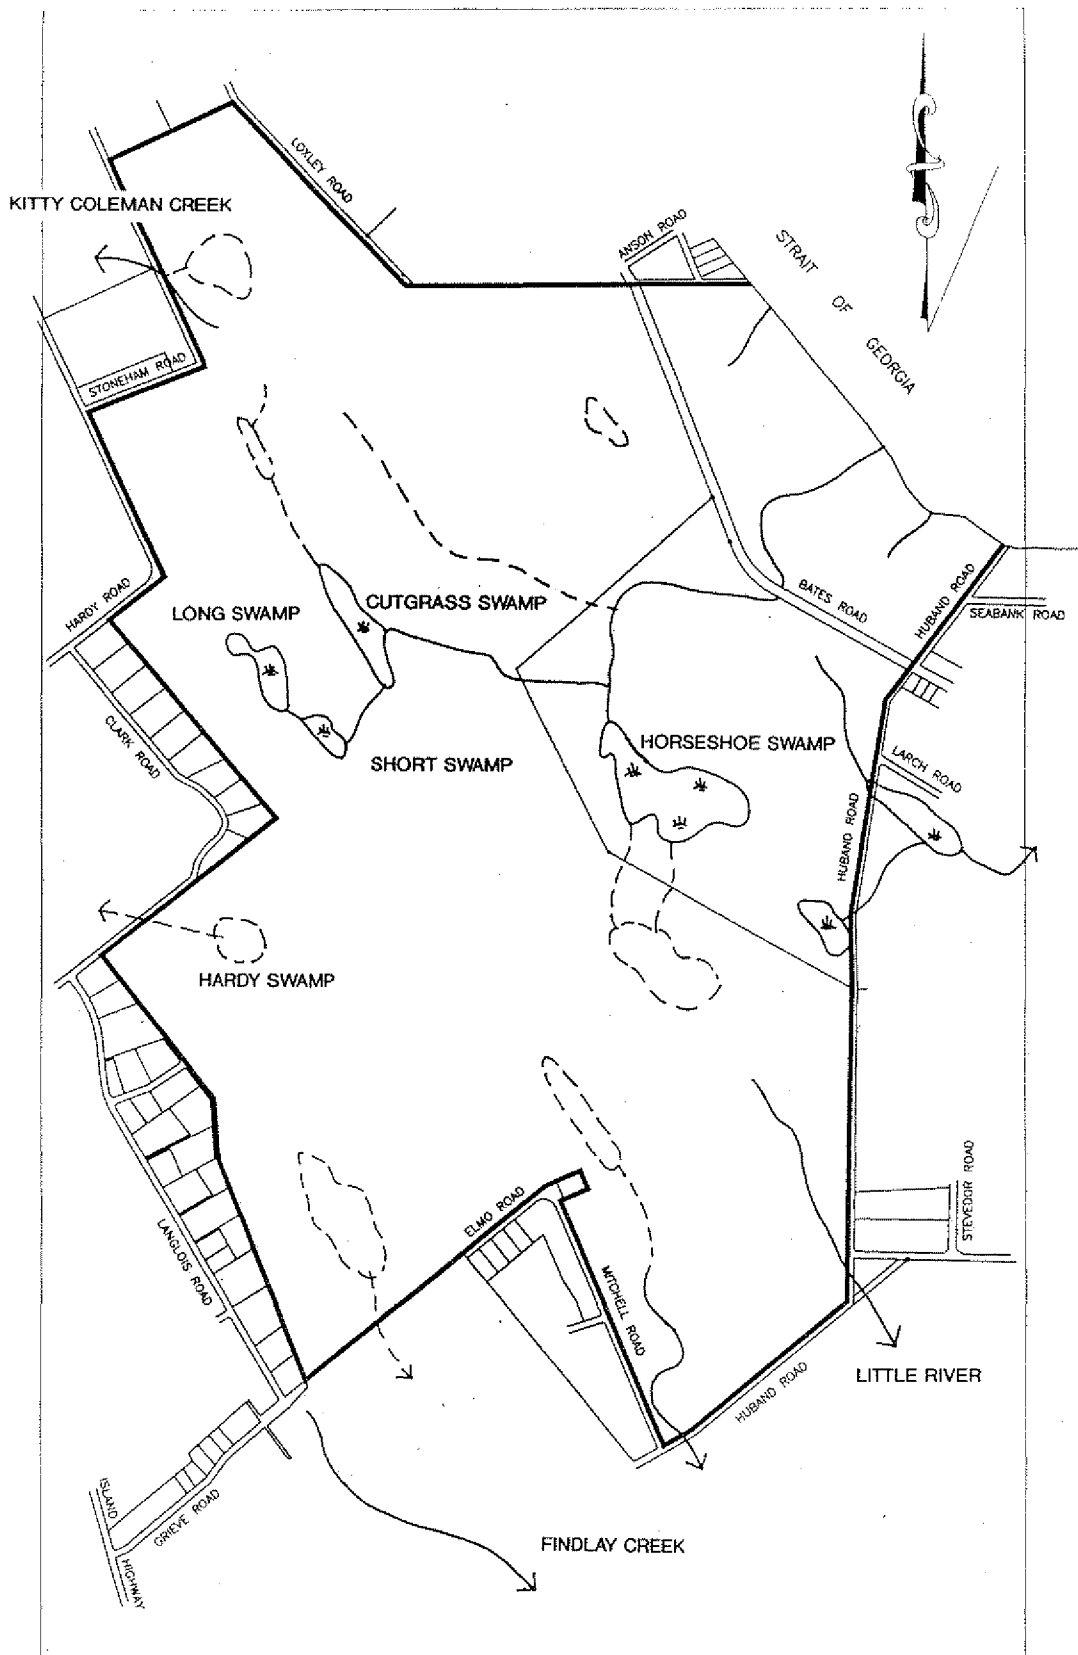 LOXLEY ROAD
KITTY COLEMAN CREEK
ANSON ROAD
STRAIT
OF
GEORGIA
STONEHAM ROAD
HARDY ROAD
LONG SWAMP
CUTGRASS SWAMP
BATES ROAD
HUBAND ROAD
SEABANK ROAD
CLARK ROAD
SHORT SWAMP
HORSESHOE SWAMP
LARCH ROAD
HUBAND ROAD
HARDY SWAMP
STEVEDOR ROAD
ELMO ROAD
LANGLOIS ROAD
MITCHELL ROAD
LITTLE RIVER
HUBAND ROAD
ISLAND
HIGHWAY
GRIEVE ROAD
FINDLAY CREEK